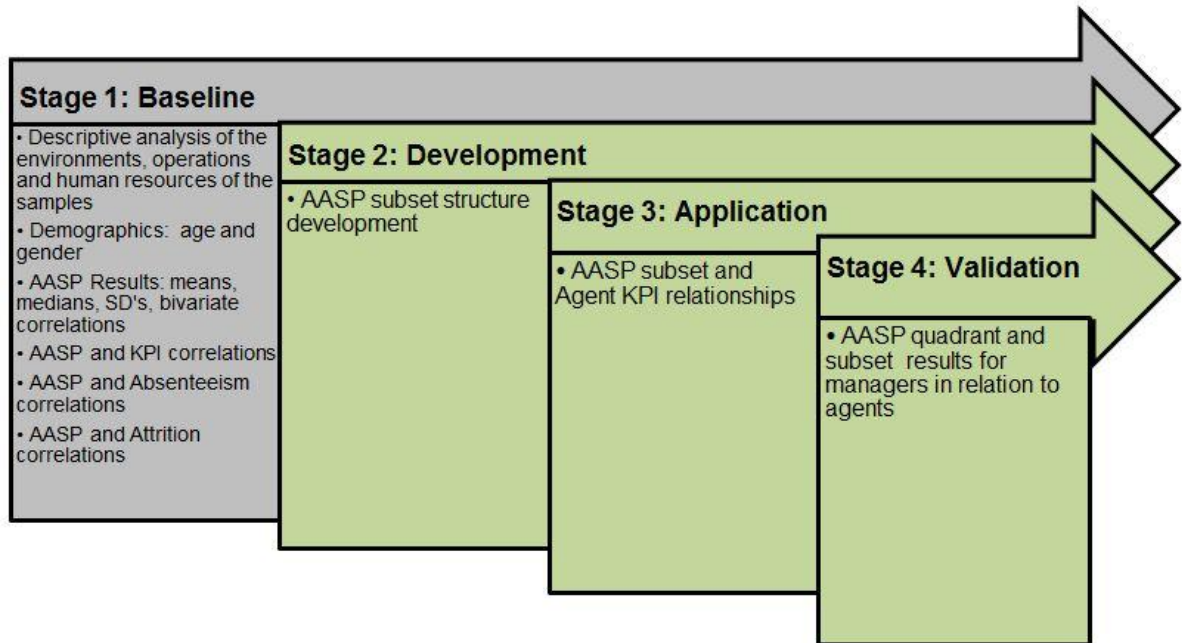 Stage 1: Baseline
• Descriptive analysis of the
environments, operations
and human resources of the
samples
• Demographics: age and
gender
• AASP Results: means,
medians, SD's, bivariate
correlations
• AASP and KPI correlations
• AASP and Absenteeism
correlations
• AASP and Attrition
correlations
Stage 2: Development
• AASP subset structure
development
Stage 3: Application
• AASP subset and
Agent KPI relationships
Stage 4: Validation
• AASP quadrant and
subset results for
managers in relation to
agents